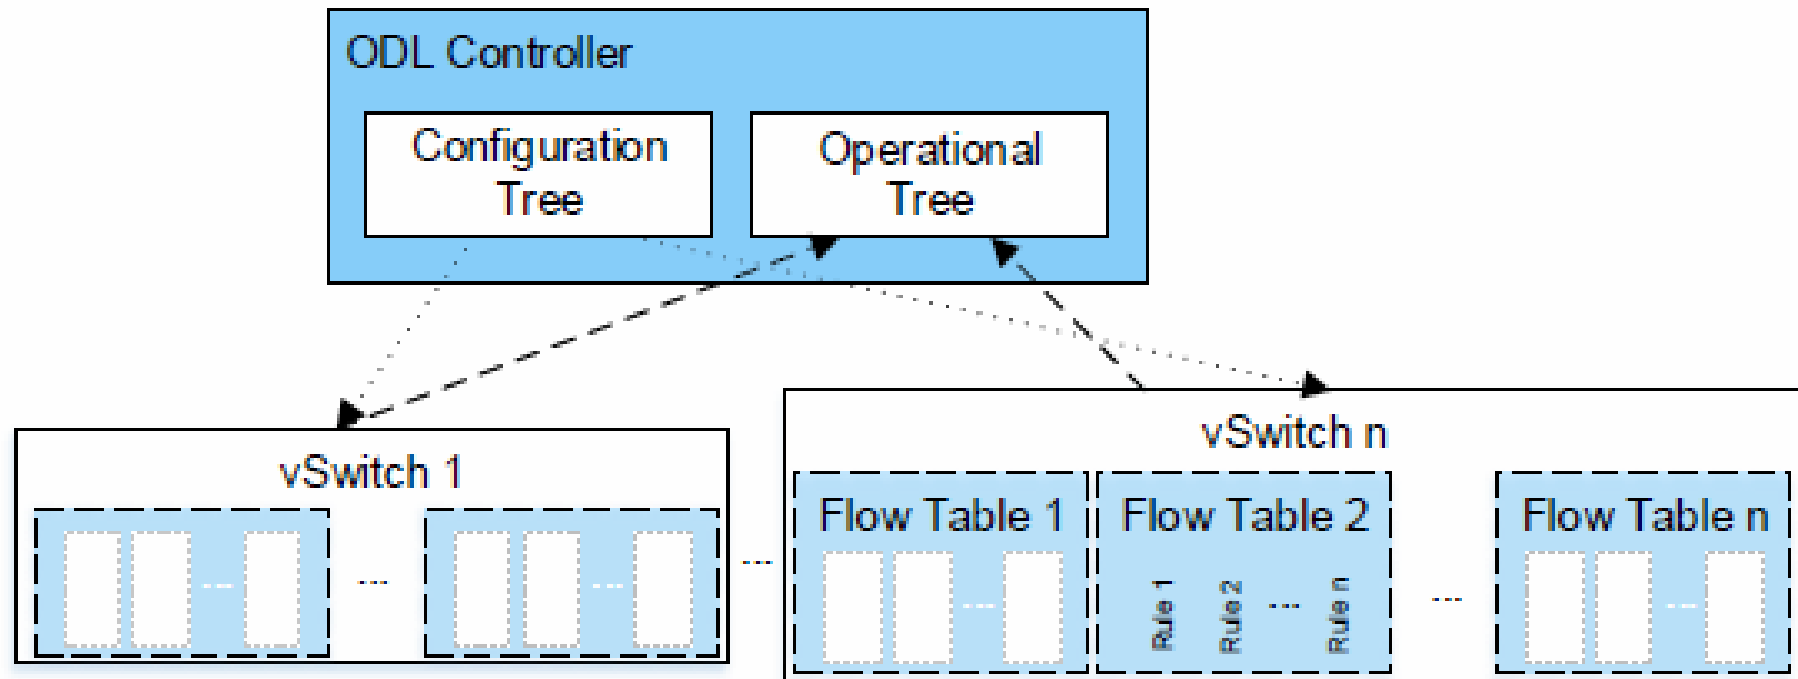 ODL Controller
Configuration
Tree
Operational
Tree
vSwitch 1
...
...
...
...
vSwitch n
Flow Table 1
...
Flow Table 2
Rule 1
Rule 2
...
Rule n
...
Flow Table n
...